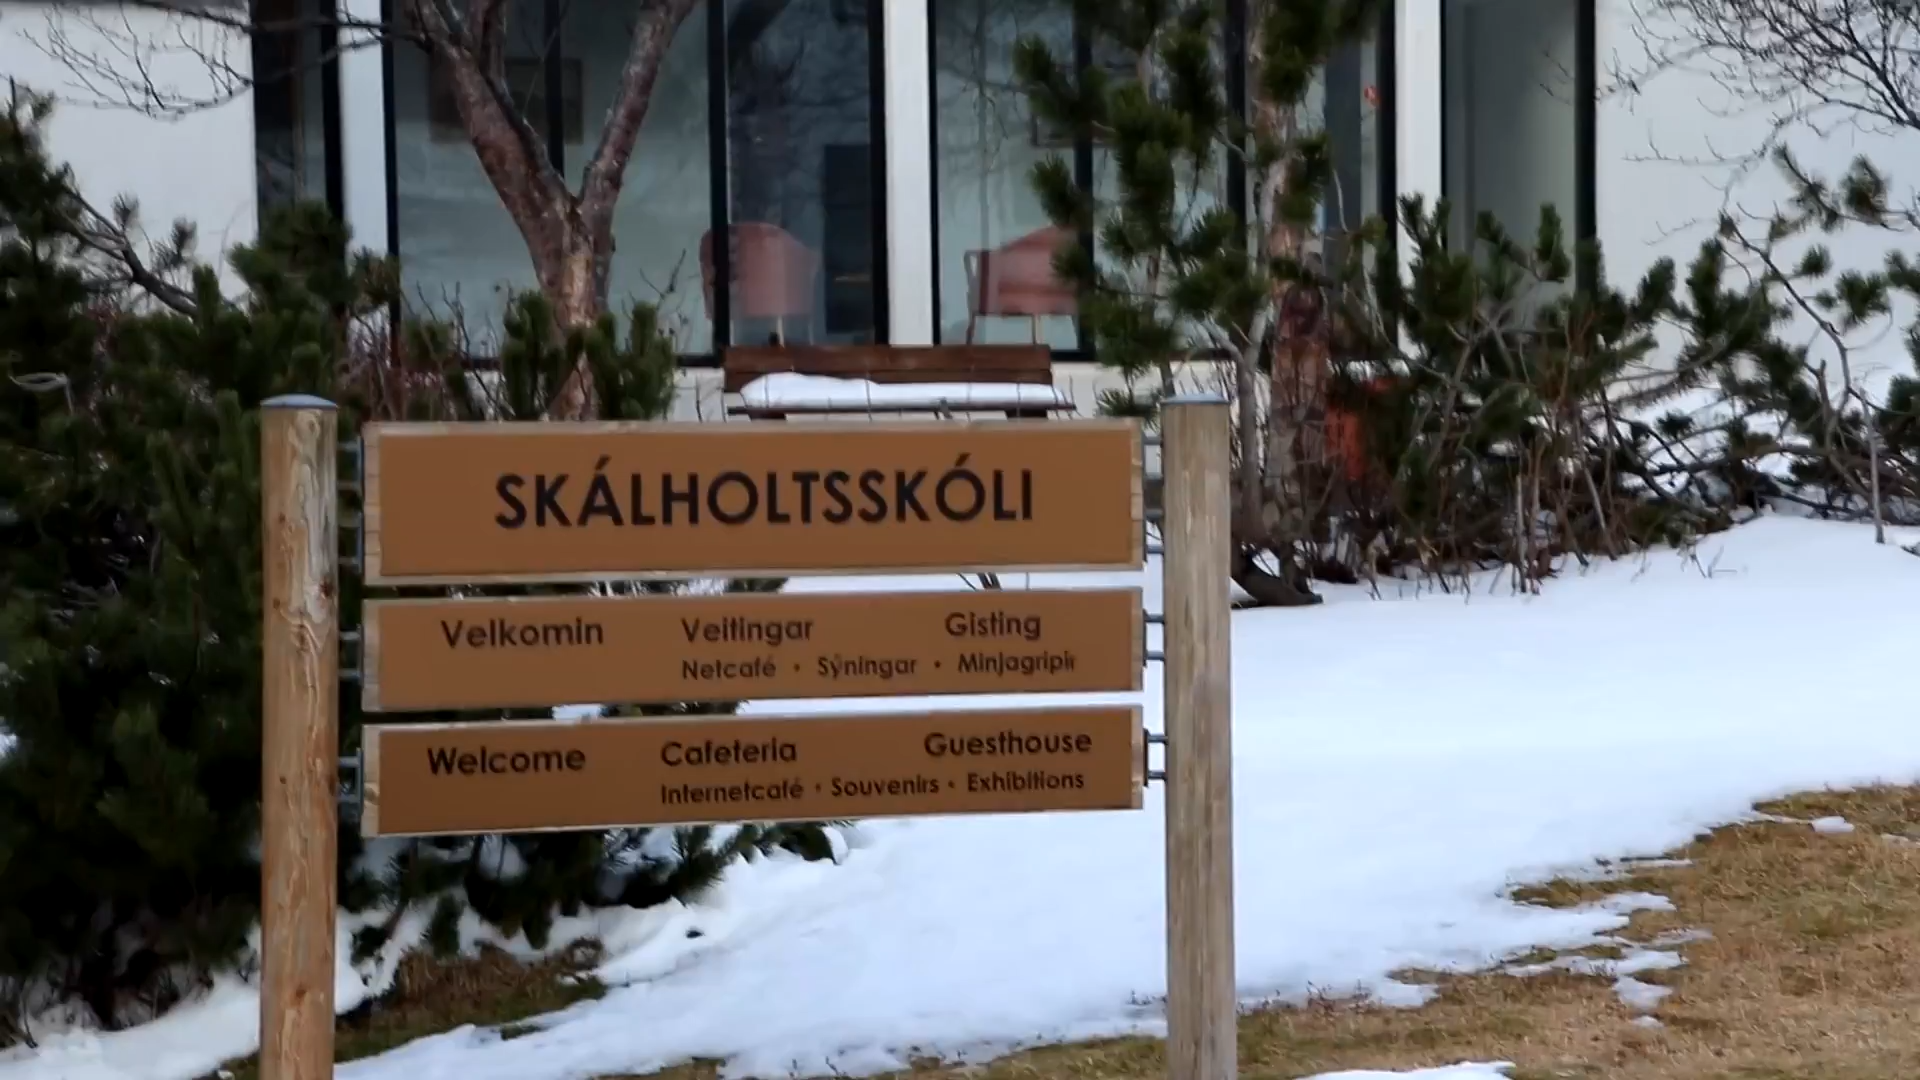 SKÁLHOLTSSKÓLI
Velkomin Veitingar Gisting
Netcafé • Sýningar • Minjagripir
Welcome Cafeteria Guesthouse
Internetcafé • Souvenirs • Exhibitions